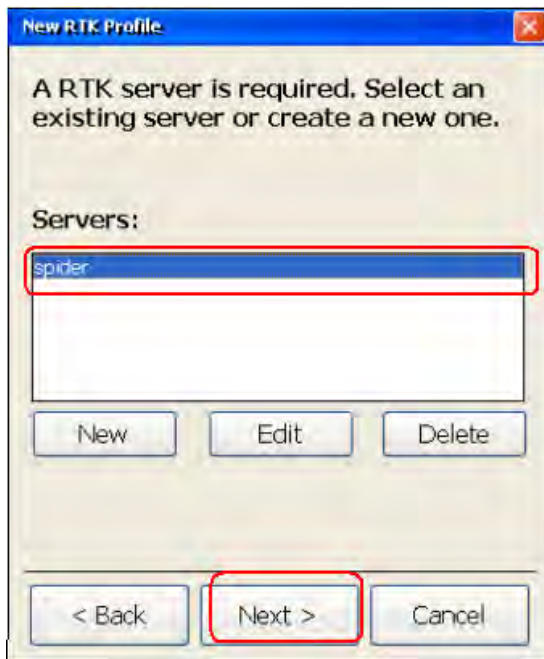 New RTK Profile
A RTK server is required. Select an
existing server or create a new one.
Servers:
spider
New Edit Delete
< Back Next > Cancel